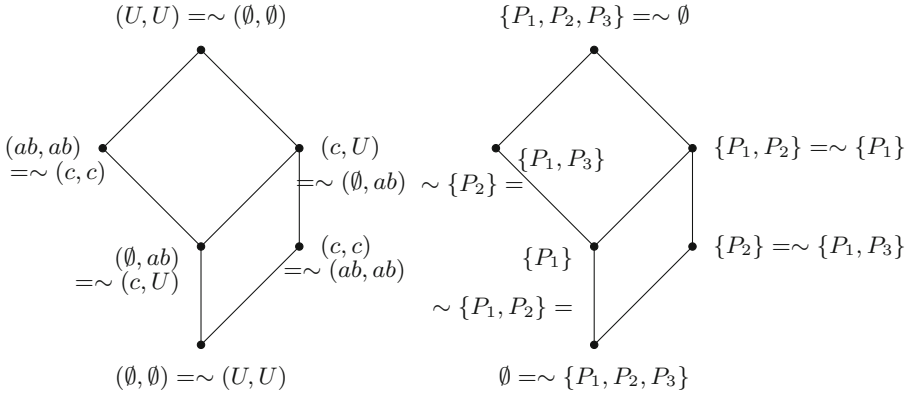 (U, U) =∼ (∅, ∅)
{P₁, P₂, P₃} =∼ ∅
(ab, ab)
=∼ (c, c)
(c, U)
=∼ (∅, ab)
{P₁, P₃}
∼ {P₂} =
{P₁, P₂} =∼ {P₁}
(∅, ab)
=∼ (c, U)
(c, c)
=∼ (ab, ab)
{P₁}
∼ {P₁, P₂} =
{P₂} =∼ {P₁, P₃}
(∅, ∅) =∼ (U, U)
∅ =∼ {P₁, P₂, P₃}